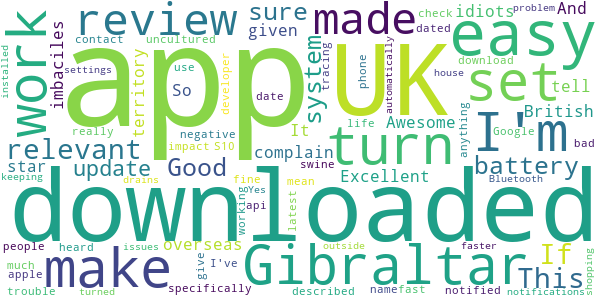 review
made
sure
given
check
idiots
problem
And
dated
contact
uncultured
work
imbaciles
installed
app
UK
easy
settings
use
developer
territory
system
tracing
phone
automatically
house
download
set
tell
So
date
It
British
really
negative
life
Awesome
Google
anything
I'm
bad
relevant
impact
S10
complain
turn
battery
star
update
Good
swine
Excellent
keeping
drains
fine
Yes
mean
working
api
latest
Bluetooth
downloaded
people
heard
issues
overseas
give
I've
outside
faster
If
This
shopping
much
apple
make
specifically
Gibraltar
described
name
fast
notified
trouble
turned
notifications